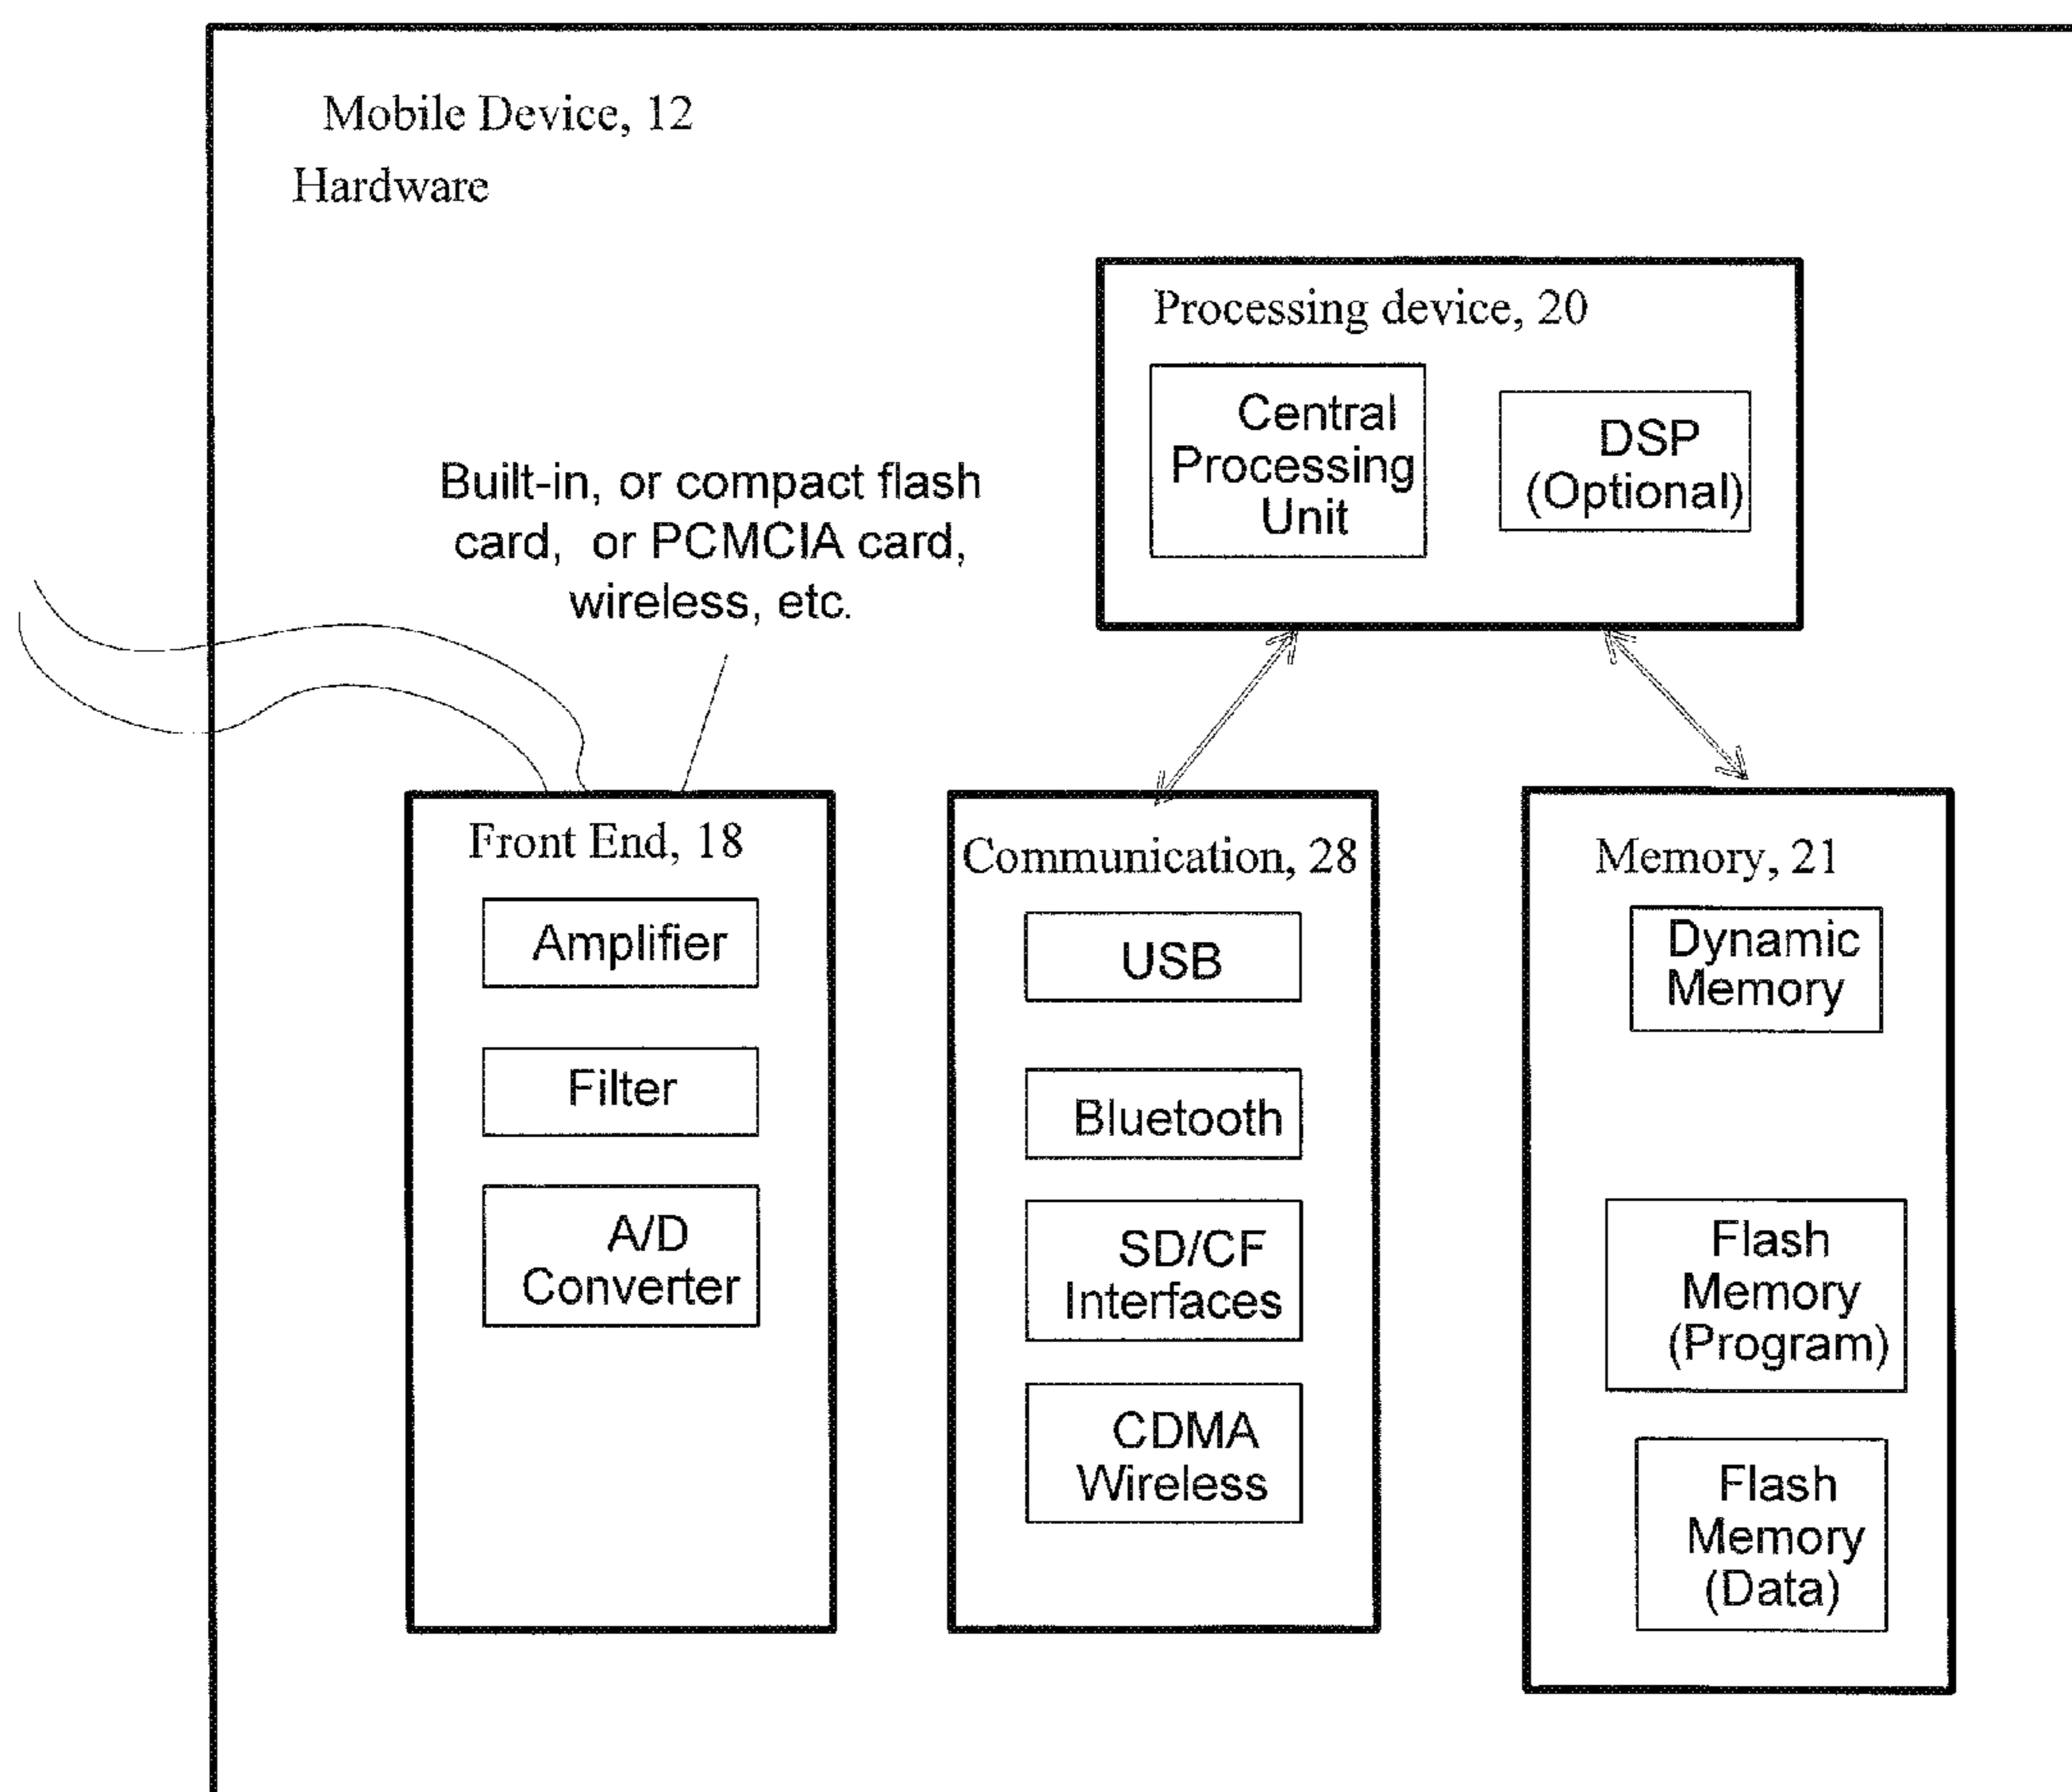 Mobile Device, 12
Hardware
Processing device, 20
Central
Processing
Unit
DSP
(Optional)
Built-in, or compact flash
card, or PCMCIA card,
wireless, etc.
Front End, 18
Amplifier
Filter
A/D
Converter
Communication, 28
USB
Bluetooth
SD/CF
Interfaces
CDMA
Wireless
Memory, 21
Dynamic
Memory
Flash
Memory
(Program)
Flash
Memory
(Data)